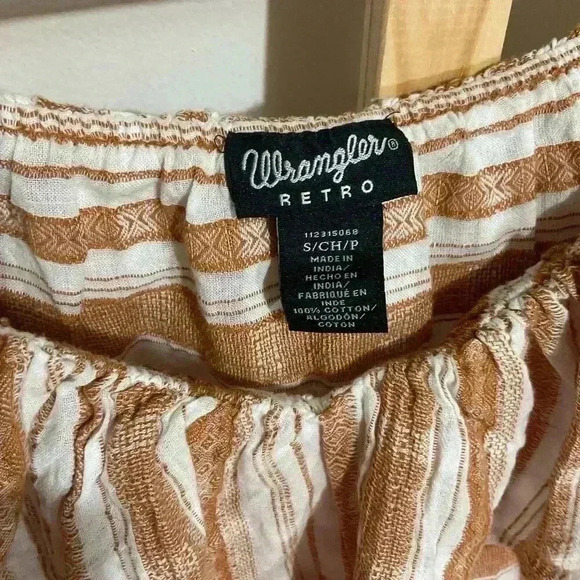 Wrangler®
RETRO
112315068
S/CH/P
MADE IN
INDIA/
HECHO EN
INDIA/
FABRIQUÉ EN
INDE
100% COTTON/
ALGODÓN/
COTON